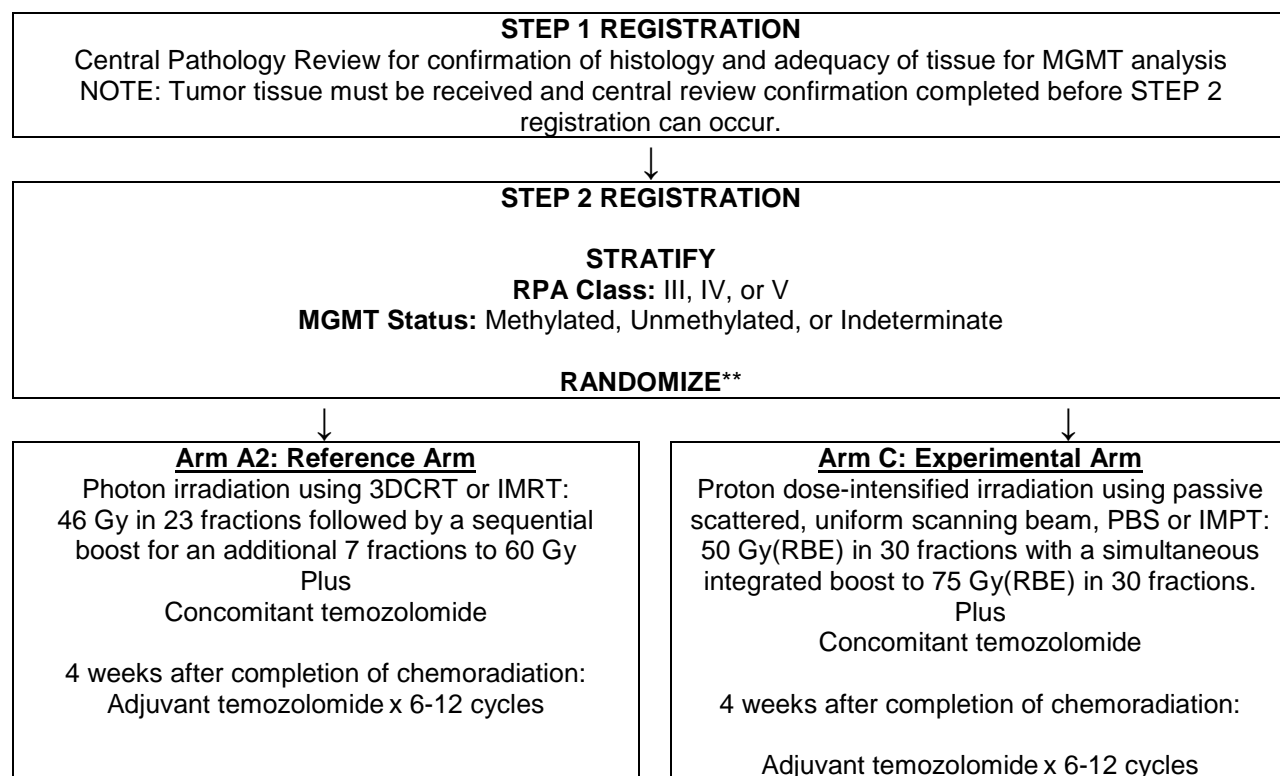 STEP 1 REGISTRATION
Central Pathology Review for confirmation of histology and adequacy of tissue for MGMT analysis
NOTE: Tumor tissue must be received and central review confirmation completed before STEP 2
registration can occur.
↓
STEP 2 REGISTRATION
STRATIFY
RPA Class: III, IV, or V
MGMT Status: Methylated, Unmethylated, or Indeterminate
RANDOMIZE**
↓ ↓
Arm A2: Reference Arm
Photon irradiation using 3DCRT or IMRT:
46 Gy in 23 fractions followed by a sequential
boost for an additional 7 fractions to 60 Gy
Plus
Concomitant temozolomide
4 weeks after completion of chemoradiation:
Adjuvant temozolomide x 6-12 cycles
Arm C: Experimental Arm
Proton dose-intensified irradiation using passive
scattered, uniform scanning beam, PBS or IMPT:
50 Gy(RBE) in 30 fractions with a simultaneous
integrated boost to 75 Gy(RBE) in 30 fractions.
Plus
Concomitant temozolomide
4 weeks after completion of chemoradiation:
Adjuvant temozolomide x 6-12 cycles